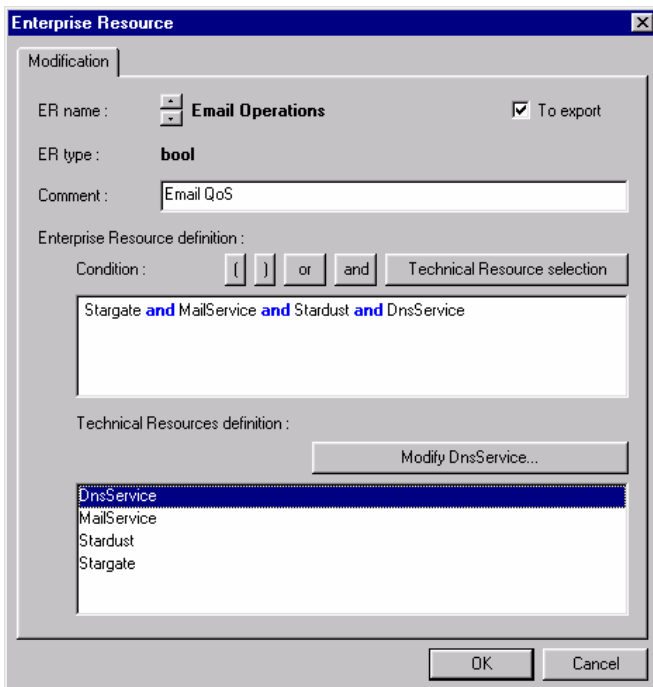 Enterprise Resource
Modification
ER name : Email Operations To export
ER type : bool
Comment : Email QoS
Enterprise Resource definition :
Condition : ( ) or and Technical Resource selection
Stargate and MailService and Stardust and DnsService
Technical Resources definition :
Modify DnsService...
DnsService
MailService
Stardust
Stargate
OK Cancel